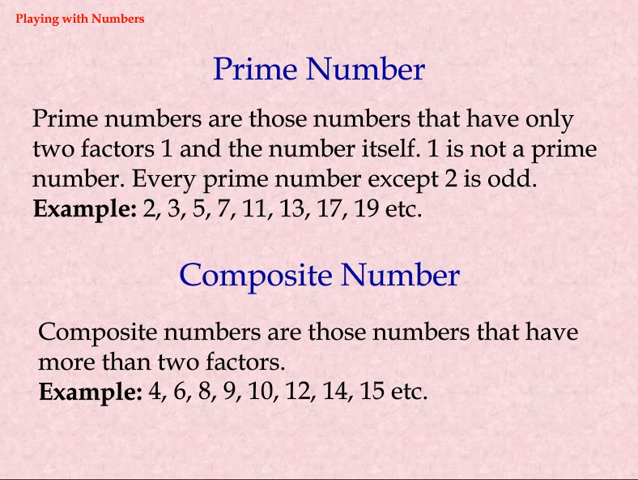 Playing with Numbers
Prime Number
Prime numbers are those numbers that have only
two factors 1 and the number itself. 1 is not a prime
number. Every prime number except 2 is odd.
Example: 2, 3, 5, 7, 11, 13, 17, 19 etc.
Composite Number
Composite numbers are those numbers that have
more than two factors.
Example: 4, 6, 8, 9, 10, 12, 14, 15 etc.